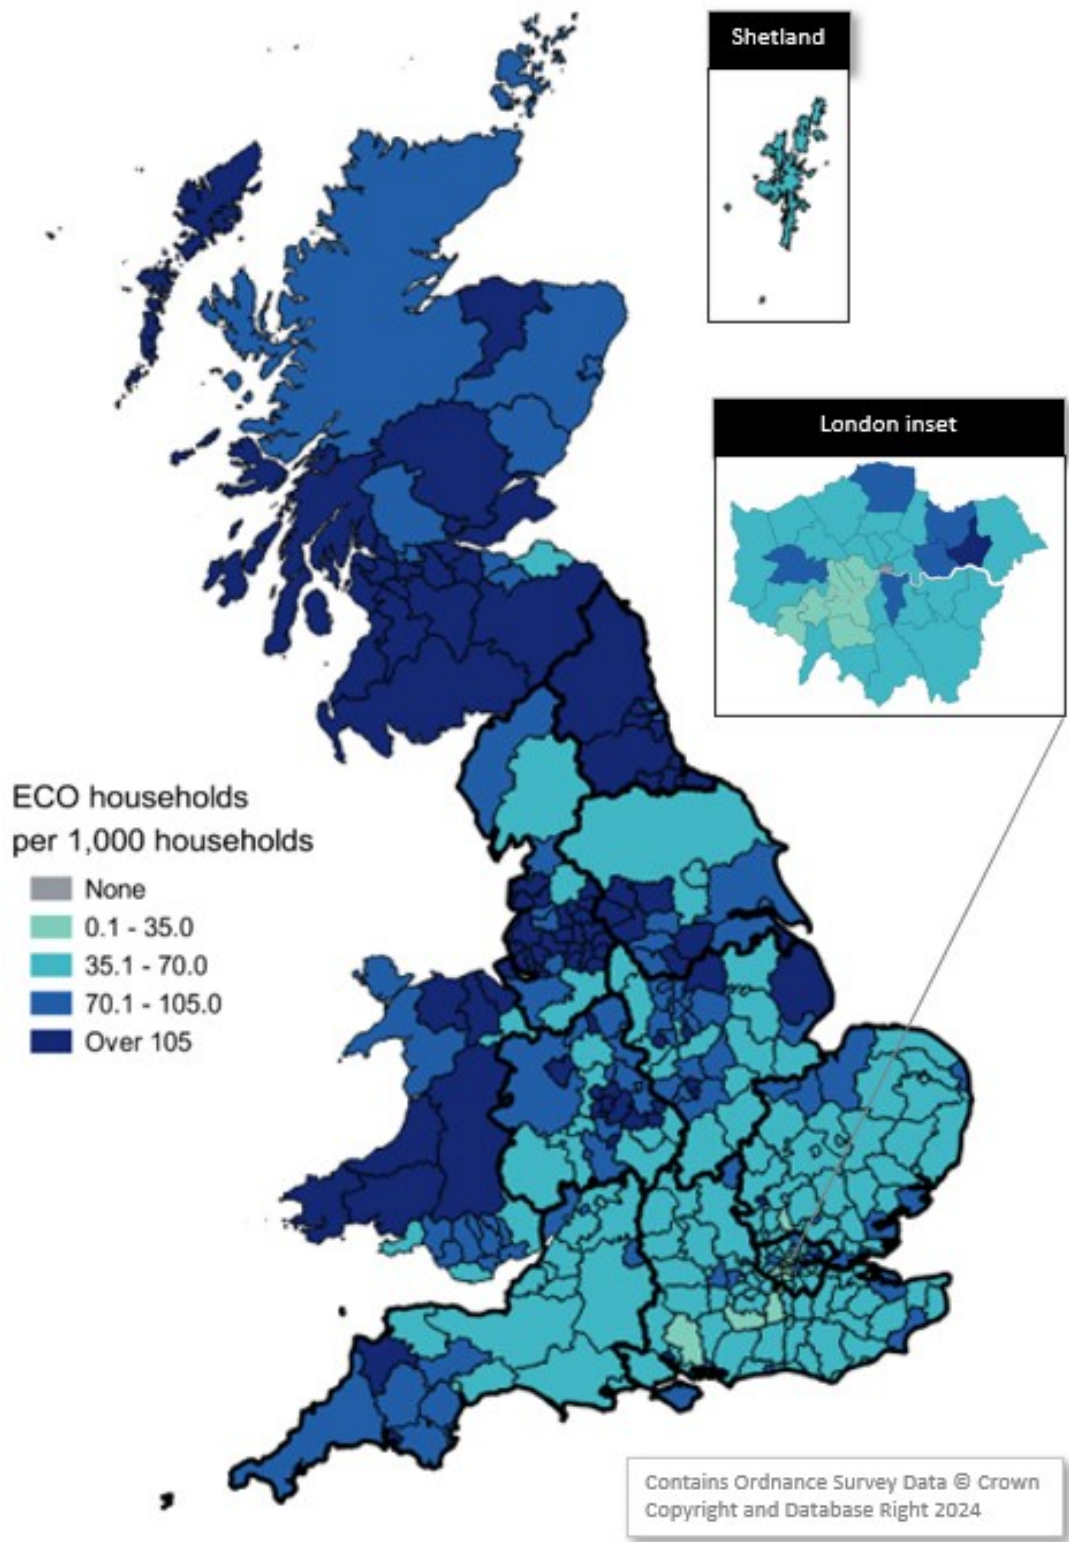 Shetland
London inset
ECO households
per 1,000 households
None
0.1 - 35.0
35.1 - 70.0
70.1 - 105.0
Over 105
Contains Ordnance Survey Data © Crown
Copyright and Database Right 2024